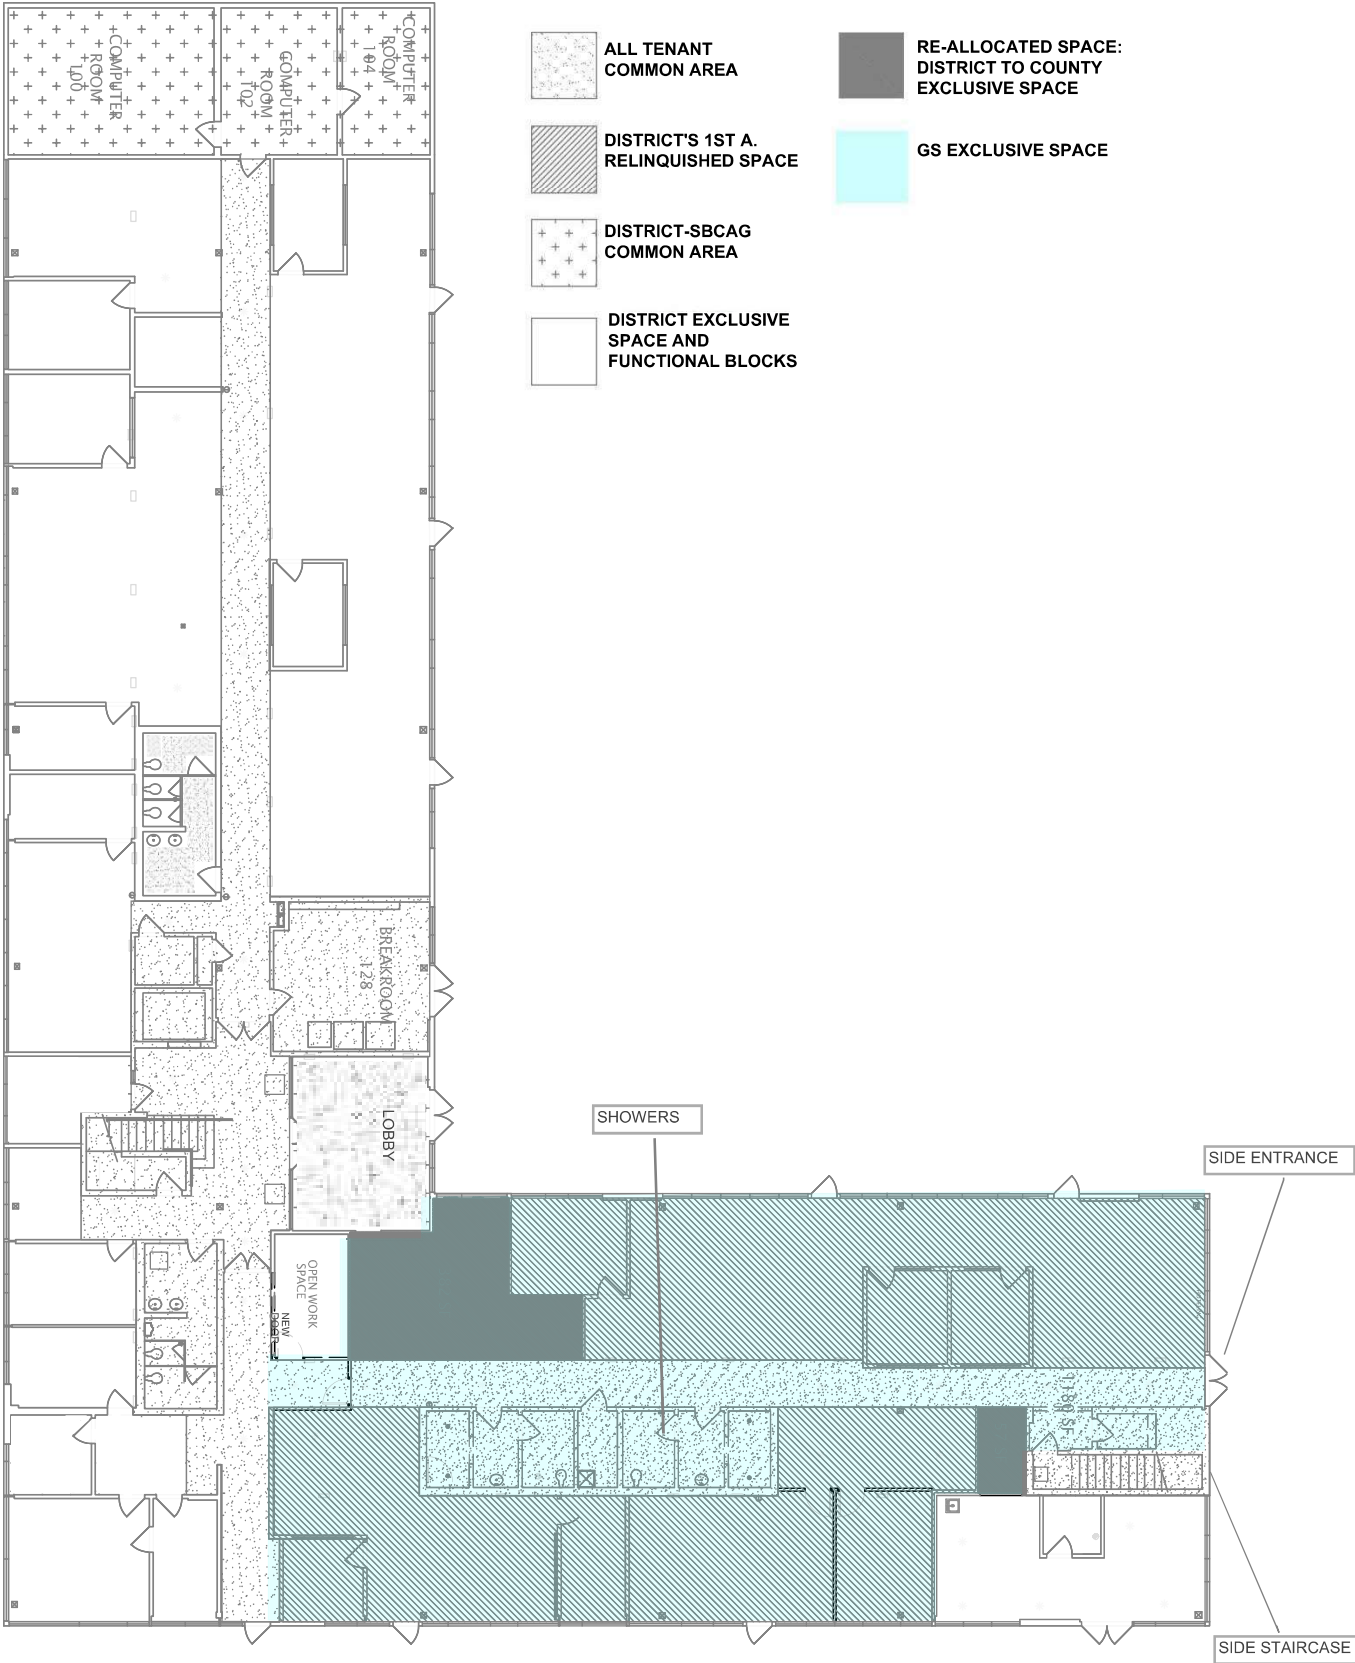 COMPUTER
ROOM
100
COMPUTER
ROOM
102
COMPUTER
ROOM
104
ALL TENANT
COMMON AREA
DISTRICT'S 1ST A.
RELINQUISHED SPACE
DISTRICT-SBCAG
COMMON AREA
DISTRICT EXCLUSIVE
SPACE AND
FUNCTIONAL BLOCKS
RE-ALLOCATED SPACE:
DISTRICT TO COUNTY
EXCLUSIVE SPACE
GS EXCLUSIVE SPACE
BREAKROOM
128
LOBBY
SHOWERS
SIDE ENTRANCE
OPEN WORK
SPACE
NEW
DOOR
1180 SF
SIDE STAIRCASE